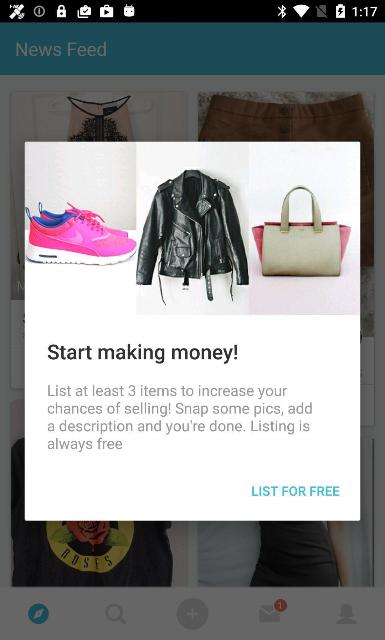 1:17
News Feed
Start making money!
List at least 3 items to increase your
chances of selling! Snap some pics, add
a description and you're done. Listing is
always free
LIST FOR FREE
ROSES
1